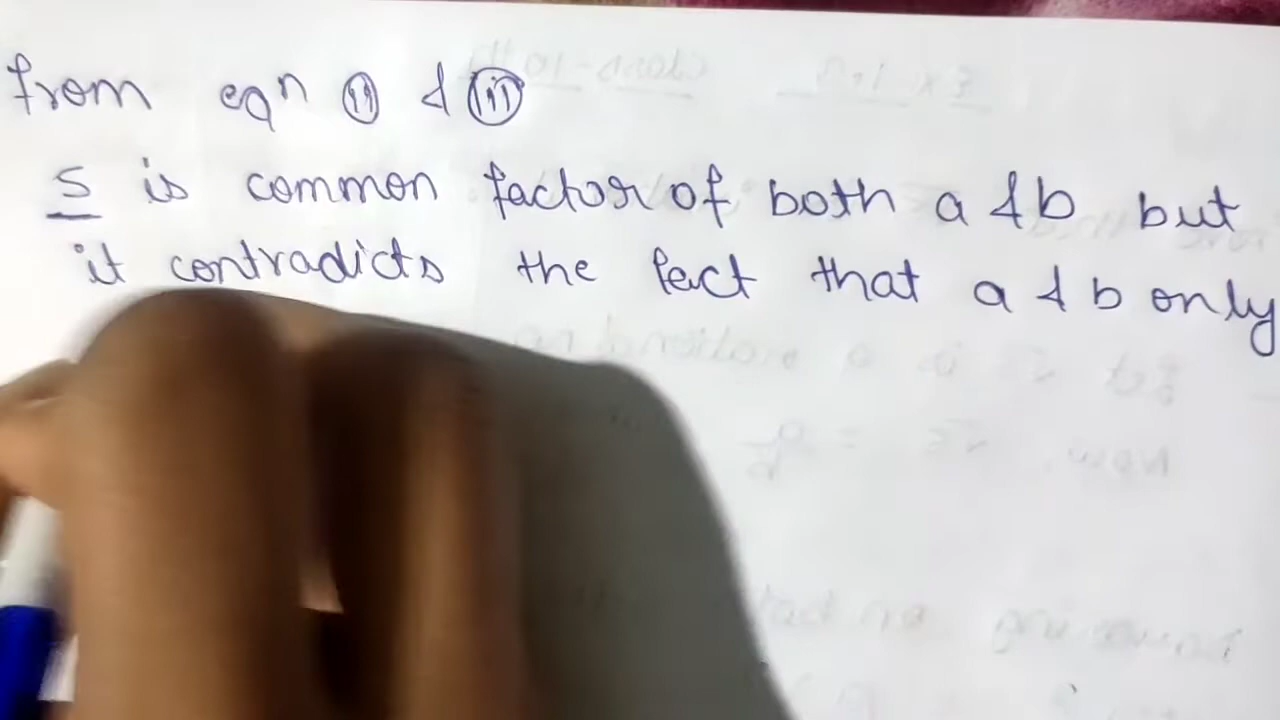 from eqn (ii) & (iii)
5 is common factor of both a & b but
it contradicts the fact that a & b only